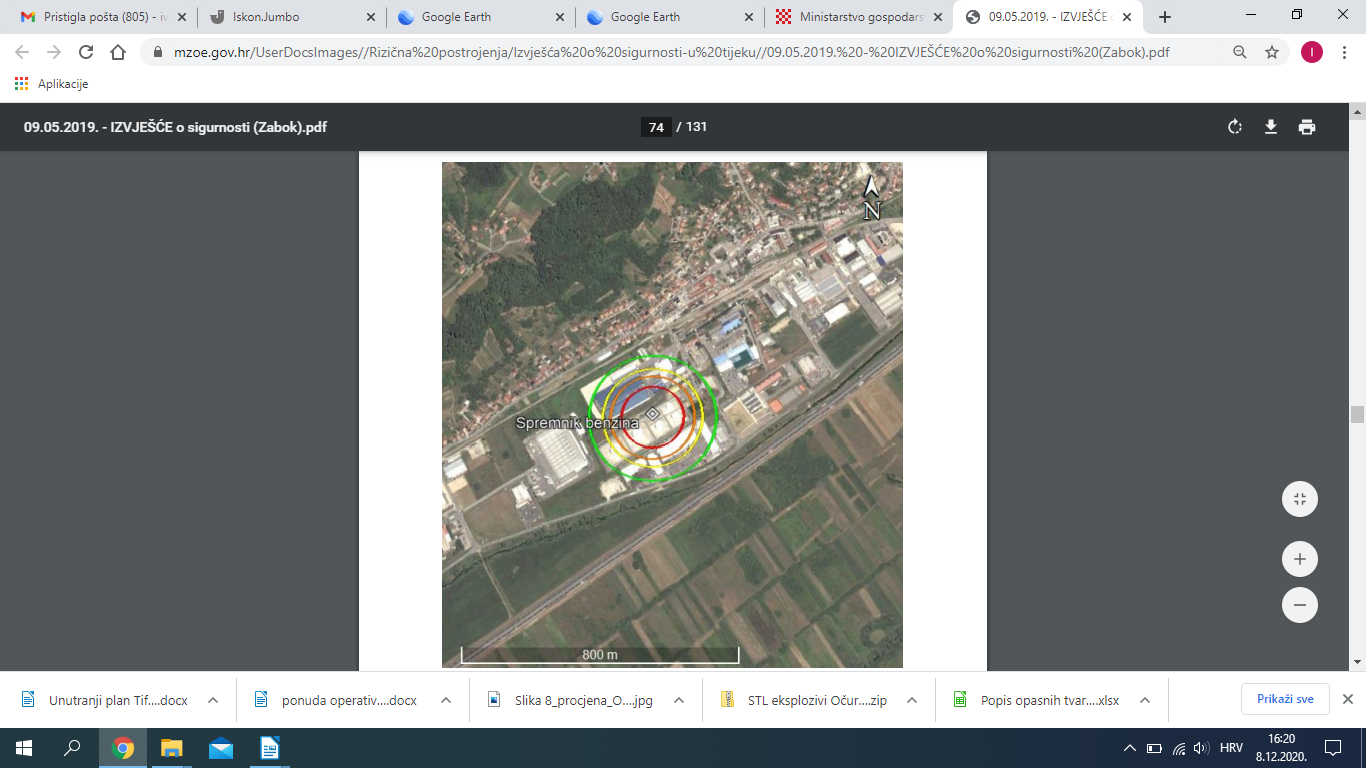 Pristigla pošta (805) - iv
Iskon.Jumbo
Google Earth
Google Earth
Ministarstvo gospodars
09.05.2019. - IZVJEŠĆE o
mzoe.gov.hr/UserDocsImages//Rizična%20postrojenja/Izvješća%20o%20sigurnosti-u%20tijeku//09.05.2019.%20-%20IZVJEŠĆE%20o%20sigurnosti%20(Zabok).pdf
I
Aplikacije
09.05.2019. - IZVJEŠĆE o sigurnosti (Zabok).pdf
74 / 131
N
Spremnik benzina
800 m
Unutranji plan Tif....docx
ponuda operativ....docx
Slika 8_procjena_O....jpg
STL eksplozivi Očur....zip
Popis opasnih tvar....xlsx
Prikaži sve
HRV
16:20
8.12.2020.